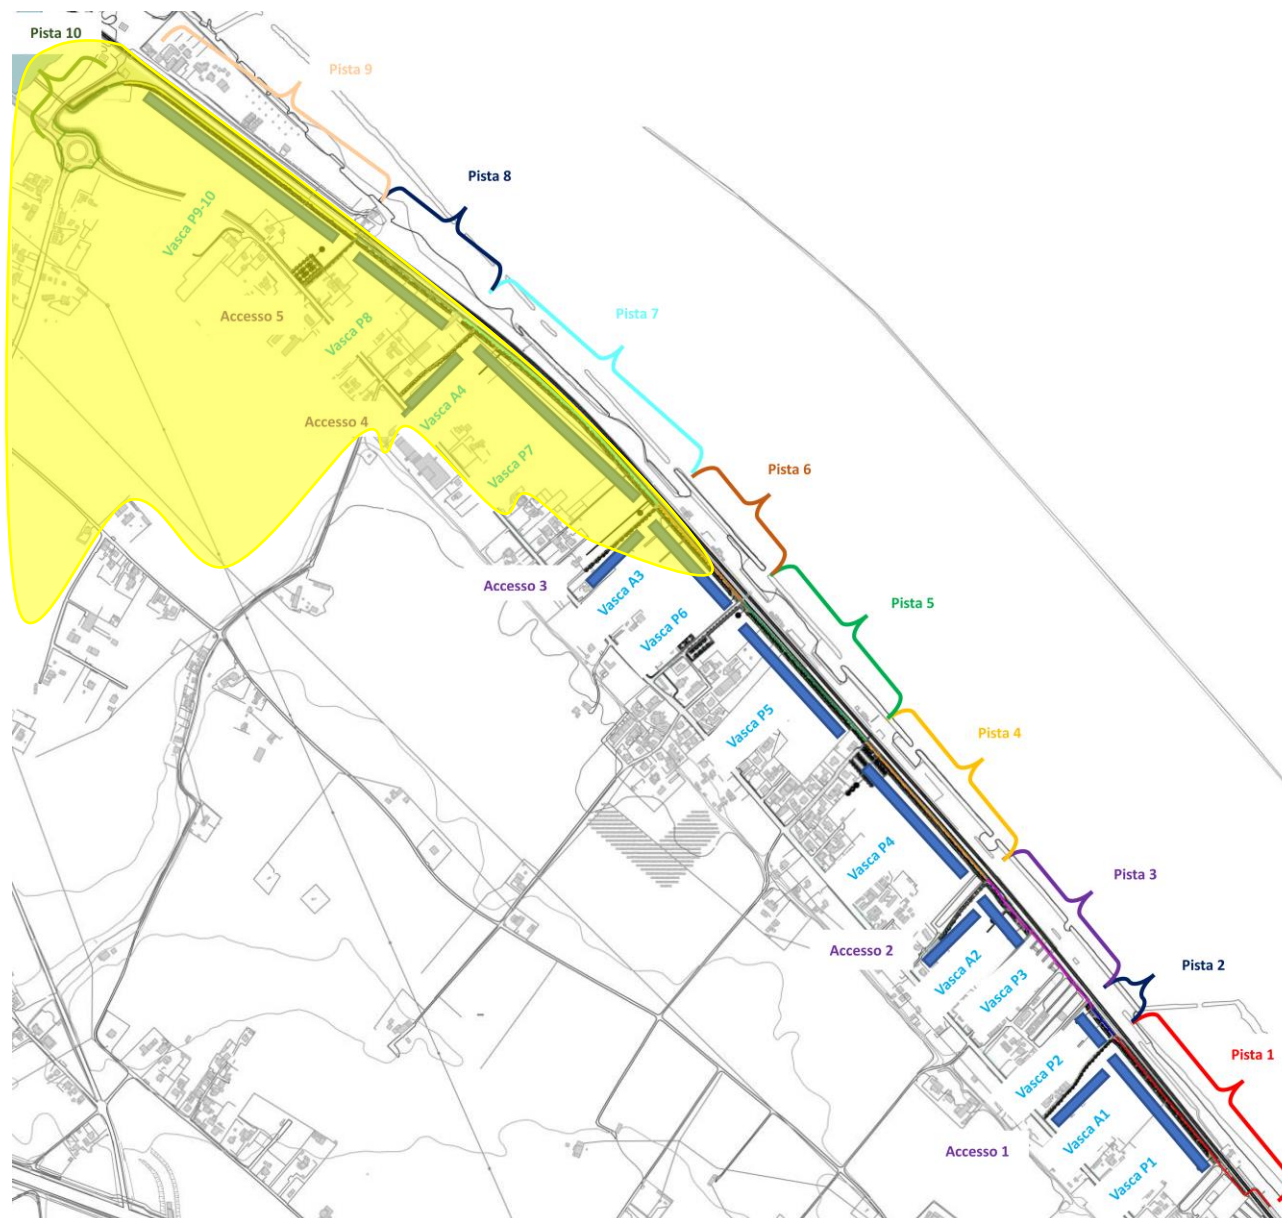 Pista 10
Pista 9
Pista 8
Vasca P9-10
Accesso 5
Vasca P8
Pista 7
Accesso 4
Vasca A4
Vasca P7
Pista 6
Accesso 3
Vasca A3
Vasca P6
Pista 5
Vasca P5
Pista 4
Vasca P4
Pista 3
Accesso 2
Vasca A2
Vasca P3
Pista 2
Pista 1
Vasca P2
Vasca A1
Accesso 1
Vasca P1